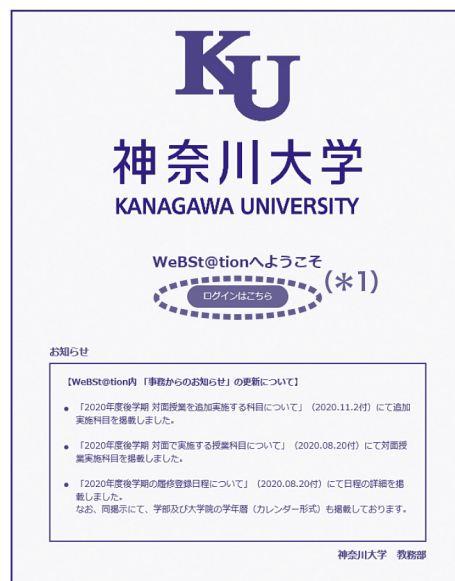 KU
神奈川大学
KANAGAWA UNIVERSITY
WeBSt@tionへようこそ
ログインはこちら (*1)
お知らせ
【WeBSt@tion内 「事務からのお知らせ」の更新について】
● 「2020年度後学期 対面授業を追加実施する科目について」（2020.11.2付）にて追加
実施科目を掲載しました。
● 「2020年度後学期 対面で実施する授業科目について」（2020.08.20付）にて対面授
業実施科目を掲載しました。
● 「2020年度後学期の履修登録日程について」（2020.08.20付）にて日程の詳細を掲
載しました。
なお、同掲示にて、学部及び大学院の学年暦（カレンダー形式）も掲載しております。
神奈川大学　教務部